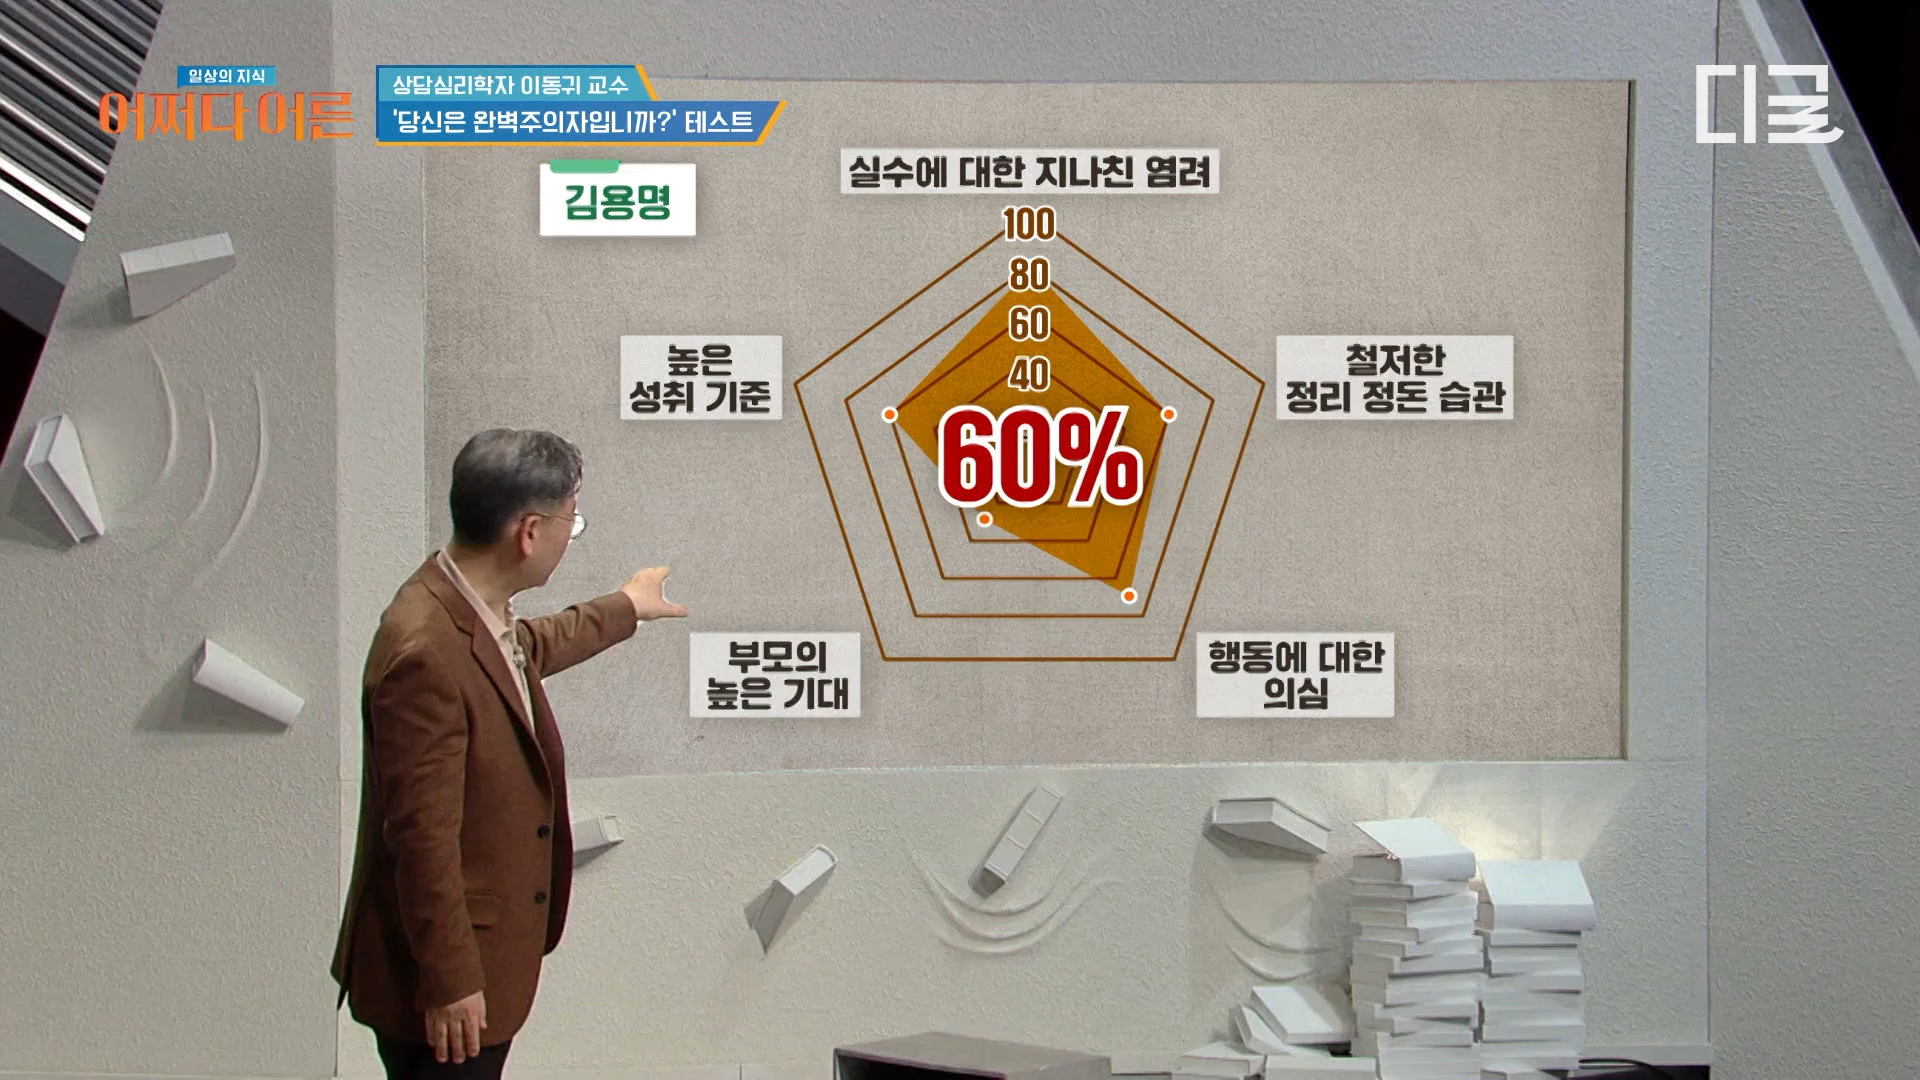 일상의 지식
어쩌다 어른
상담심리학자 이동귀 교수
'당신은 완벽주의자입니까?' 테스트
디글
김용명
실수에 대한 지나친 염려
100
80
60
40
60%
높은
성취 기준
철저한
정리 정돈 습관
부모의
높은 기대
행동에 대한
의심